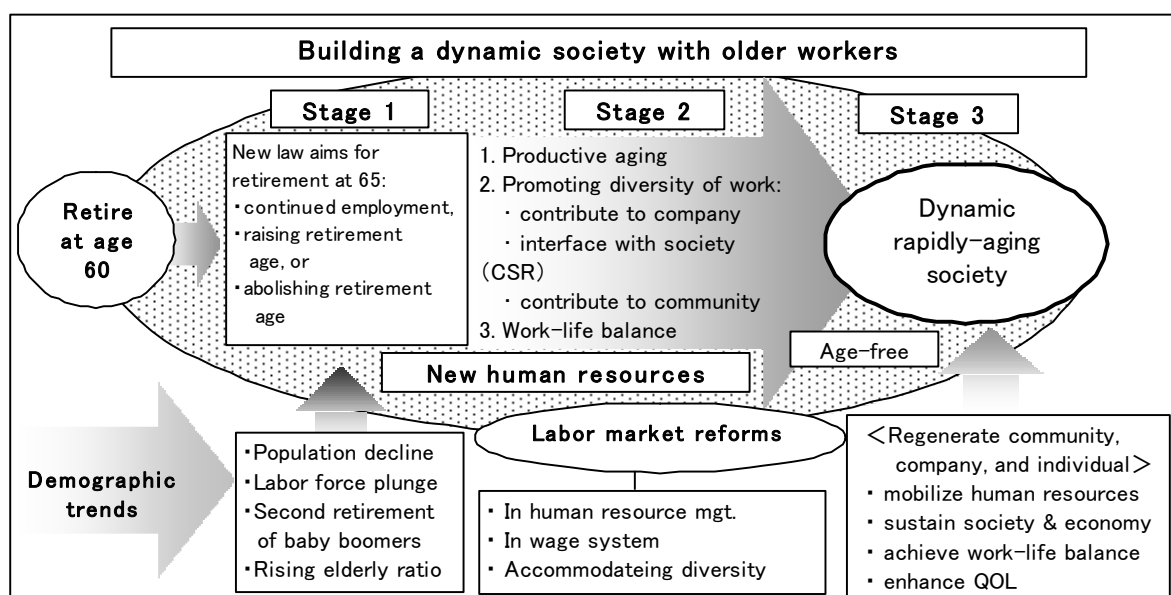 Building a dynamic society with older workers
Stage 1
Stage 2
Stage 3
Retire
at age
60
New law aims for
retirement at 65:
・continued employment,
・raising retirement
age, or
・abolishing retirement
age
1. Productive aging
2. Promoting diversity of work:
・ contribute to company
・ interface with society
(CSR)
・ contribute to community
3. Work-life balance
Dynamic
rapidly-aging
society
Age-free
New human resources
Labor market reforms
Demographic
trends
・Population decline
・Labor force plunge
・Second retirement
of baby boomers
・Rising elderly ratio
・ In human resource mgt.
・ In wage system
・ Accommodateing diversity
＜Regenerate community,
company, and individual＞
・ mobilize human resources
・ sustain society & economy
・ achieve work-life balance
・ enhance QOL